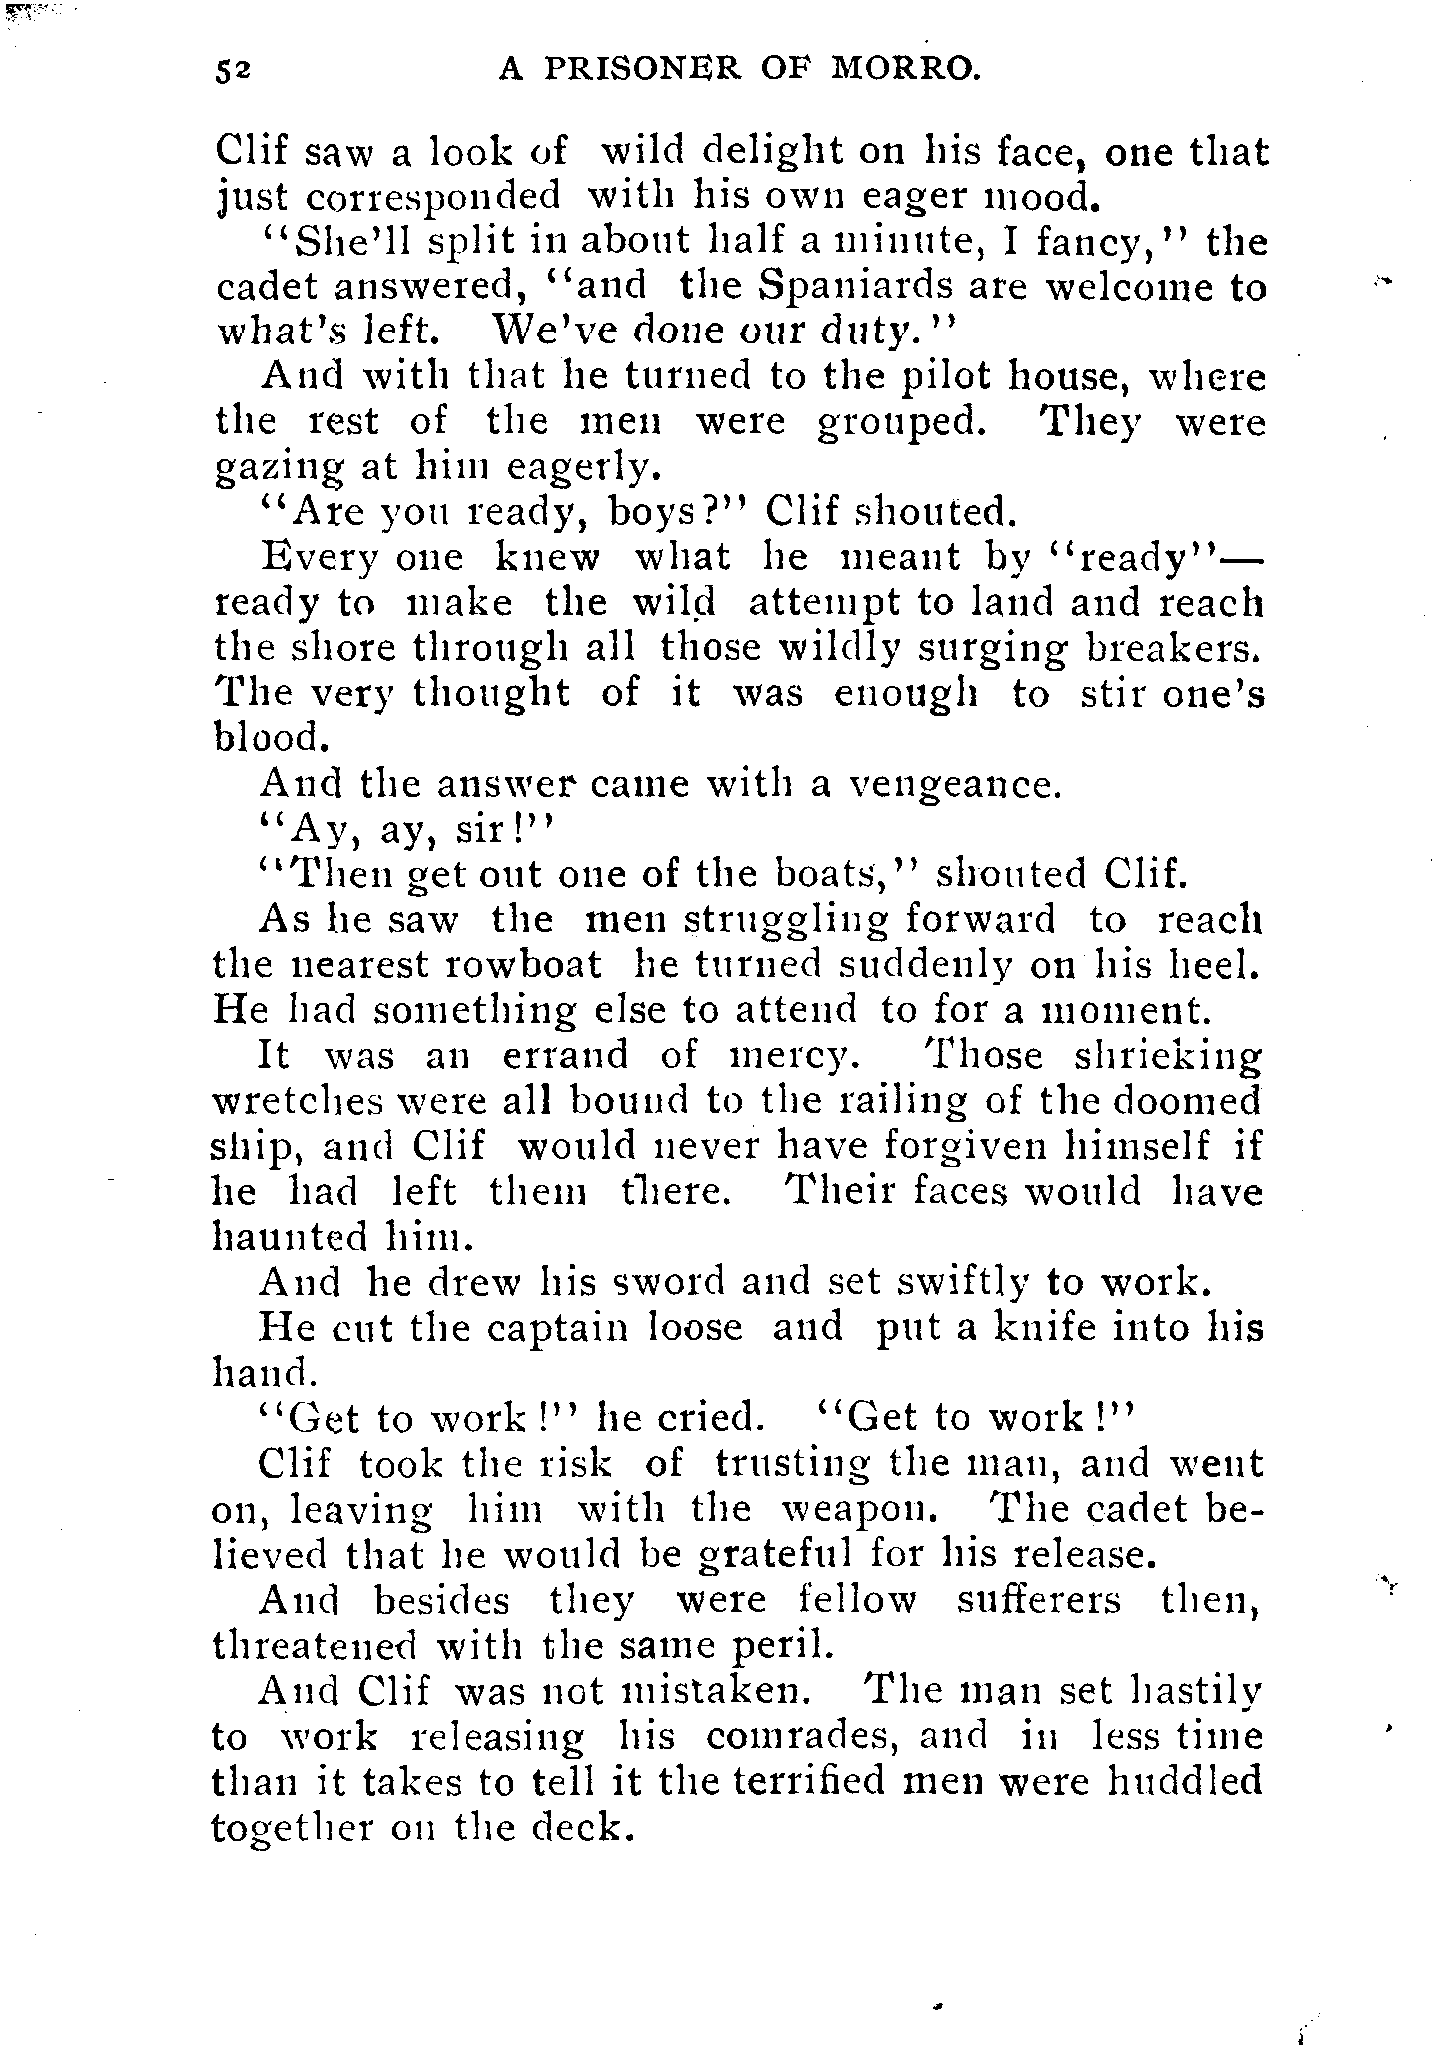 52 A PRISONER OF MORRO.
Clif saw a look of wild delight on his face, one that
just corresponded with his own eager mood.
"She'll split in about half a minute, I fancy," the
cadet answered, "and the Spaniards are welcome to
what's left. We've done our duty."
And with that he turned to the pilot house, where
the rest of the men were grouped. They were
gazing at him eagerly.
"Are you ready, boys?" Clif shouted.
Every one knew what he meant by "ready"—
ready to make the wild attempt to land and reach
the shore through all those wildly surging breakers.
The very thought of it was enough to stir one's
blood.
And the answer came with a vengeance.
"Ay, ay, sir!"
"Then get out one of the boats," shouted Clif.
As he saw the men struggling forward to reach
the nearest rowboat he turned suddenly on his heel.
He had something else to attend to for a moment.
It was an errand of mercy. Those shrieking
wretches were all bound to the railing of the doomed
ship, and Clif would never have forgiven himself if
he had left them there. Their faces would have
haunted him.
And he drew his sword and set swiftly to work.
He cut the captain loose and put a knife into his
hand.
"Get to work!" he cried. "Get to work!"
Clif took the risk of trusting the man, and went
on, leaving him with the weapon. The cadet be-
lieved that he would be grateful for his release.
And besides they were fellow sufferers then,
threatened with the same peril.
And Clif was not mistaken. The man set hastily
to work releasing his comrades, and in less time
than it takes to tell it the terrified men were huddled
together on the deck.